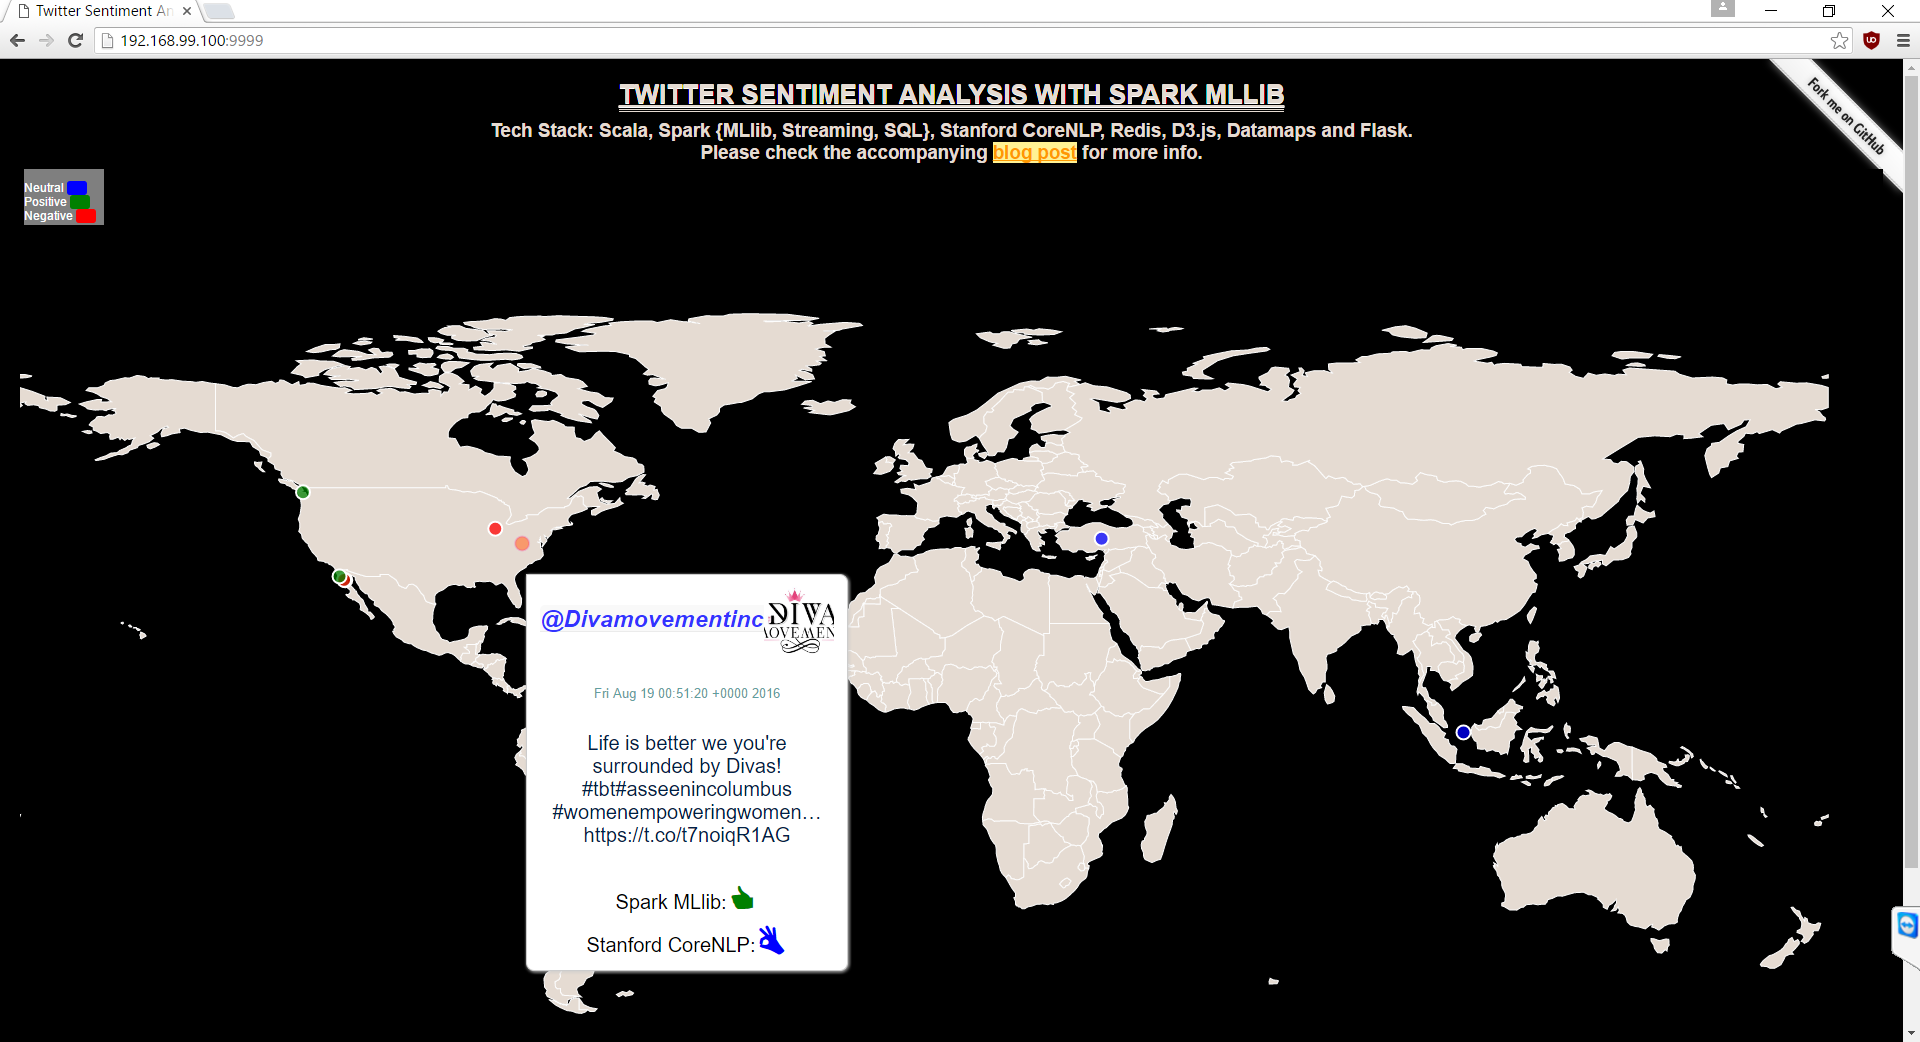 Twitter Sentiment An
192.168.99.100:9999
TWITTER SENTIMENT ANALYSIS WITH SPARK MLLIB
Tech Stack: Scala, Spark {MLlib, Streaming, SQL}, Stanford CoreNLP, Redis, D3.js, Datamaps and Flask.
Please check the accompanying blog post for more info.
Fork me on GitHub
Neutral
Positive
Negative
@Divamovementinc
DIVA
MOVEMEN
Fri Aug 19 00:51:20 +0000 2016
Life is better we you're
surrounded by Divas!
#tbt#asseenincolumbus
#womenempoweringwomen…
https://t.co/t7noiqR1AG
Spark MLlib:
Stanford CoreNLP: